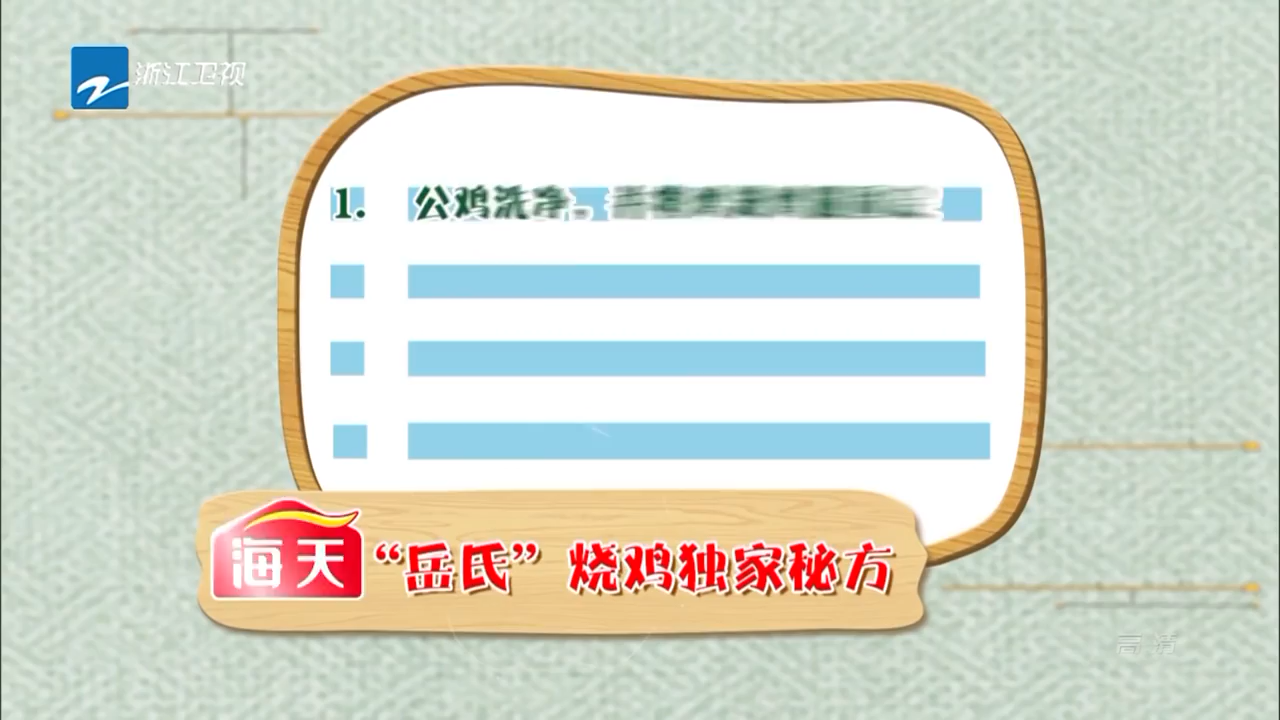 浙江卫视
1. 公鸡洗净，
海天 “岳氏”烧鸡独家秘方
高清